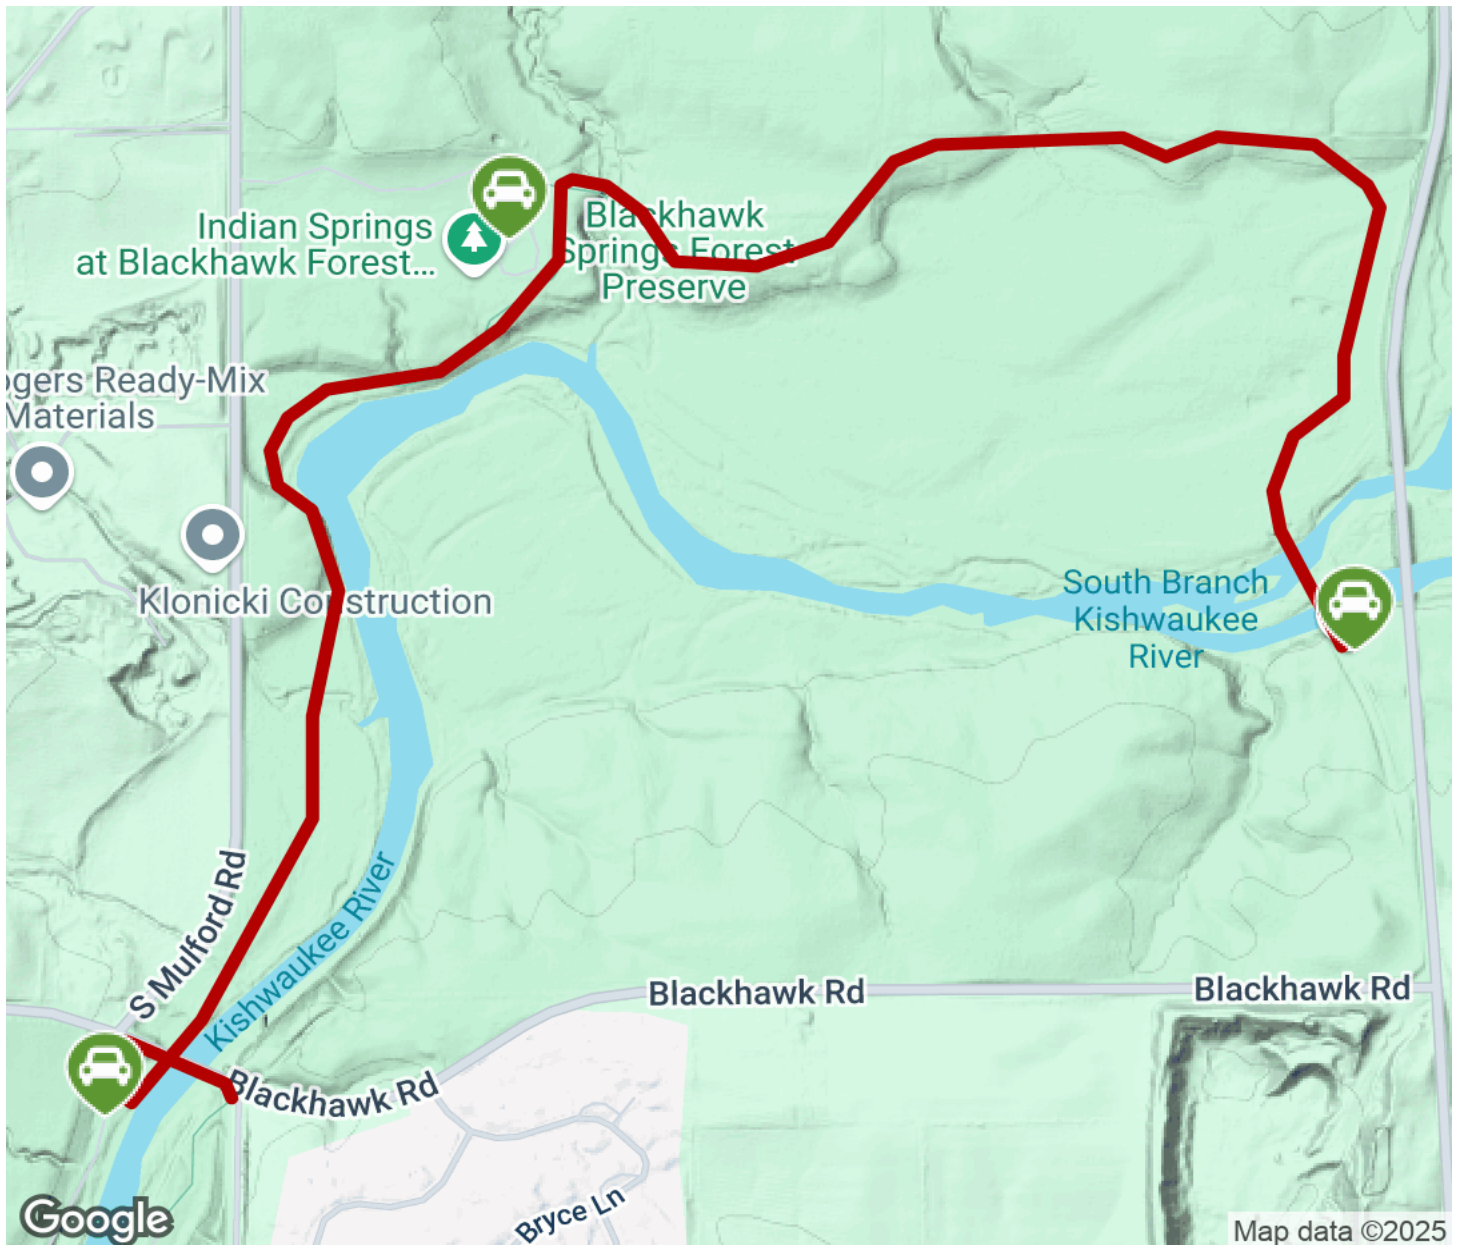 Indian Springs
at Blackhawk Forest...
Blackhawk
Springs Forest
Preserve
ogers Ready-Mix
Materials
Klonicki Construction
South Branch
Kishwaukee
River
S Mulford Rd
Kishwaukee River
Blackhawk Rd
Blackhawk Rd
Blackhawk Rd
Bryce Ln
Google
Map data ©2025